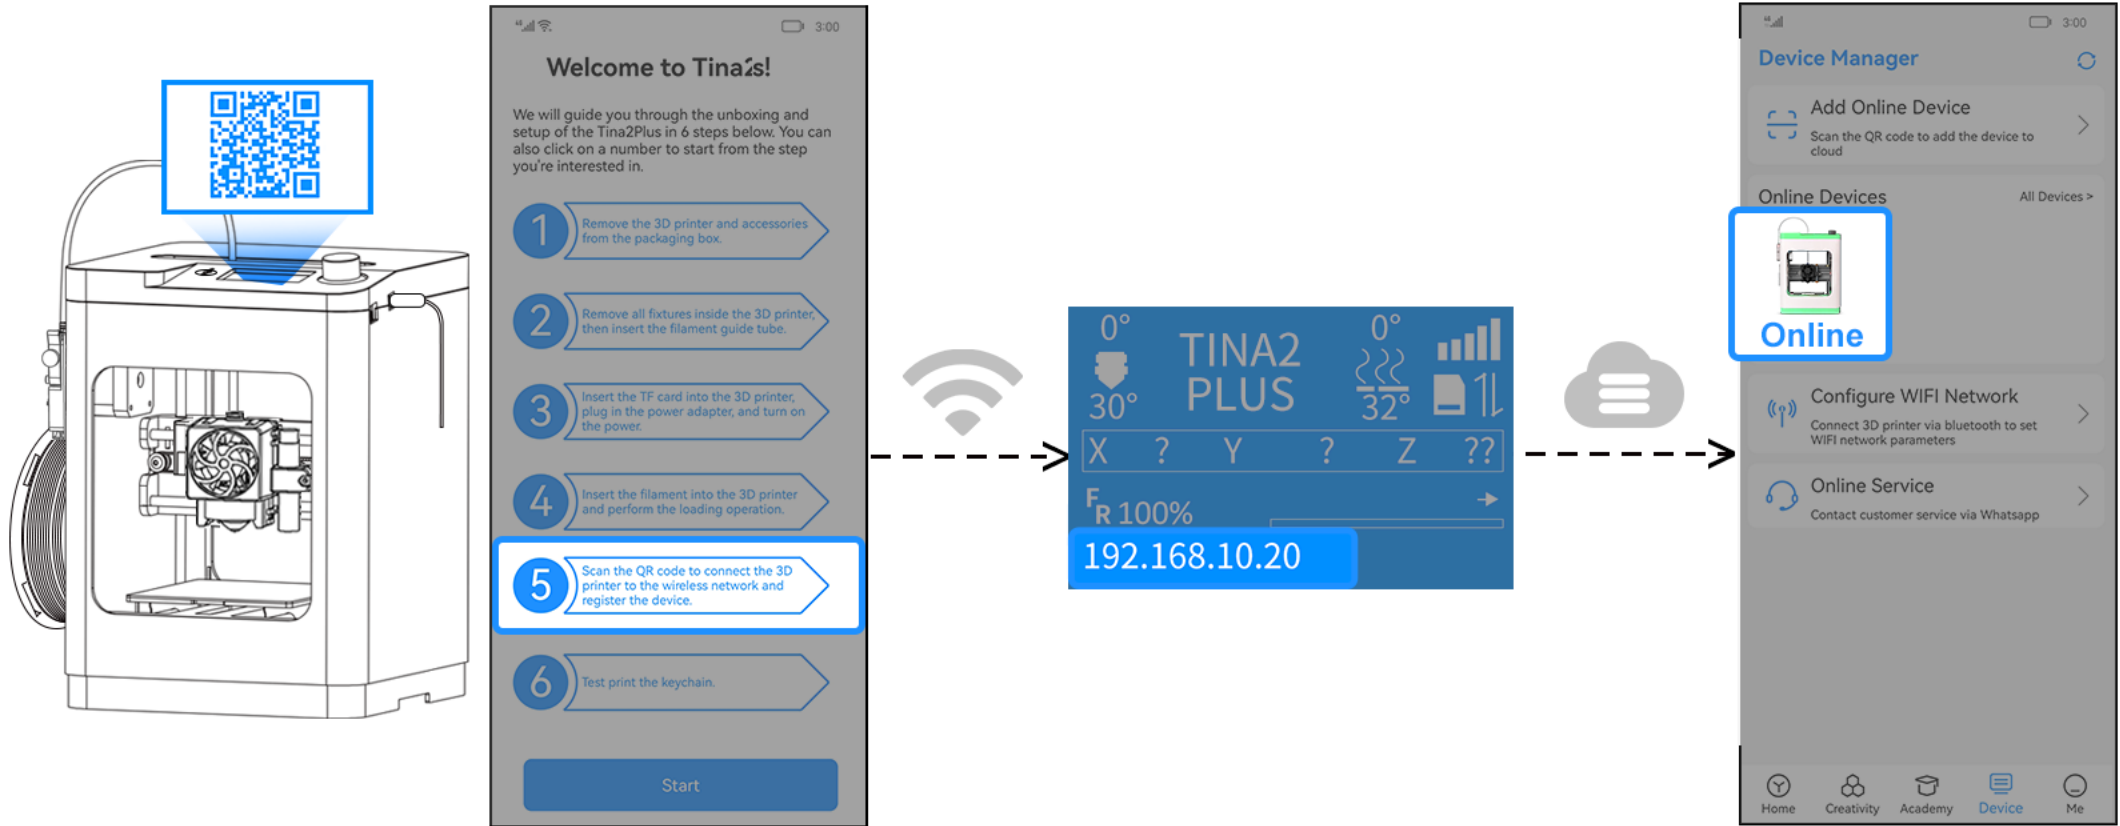 4G
3:00
Welcome to Tina2s!
We will guide you through the unboxing and
setup of the Tina2Plus in 6 steps below. You can
also click on a number to start from the step
you're interested in.
1
Remove the 3D printer and accessories
from the packaging box.
2
Remove all fixtures inside the 3D printer,
then insert the filament guide tube.
3
Insert the TF card into the 3D printer,
plug in the power adapter, and turn on
the power.
4
Insert the filament into the 3D printer
and perform the loading operation.
5
Scan the QR code to connect the 3D
printer to the wireless network and
register the device.
6
Test print the keychain.
Start
0°
30°
TINA2
PLUS
0°
32°
X ? Y ? Z ??
FR 100%
192.168.10.20
4G
3:00
Device Manager
Add Online Device
Scan the QR code to add the device to
cloud
Online Devices
All Devices >
Online
Configure WIFI Network
Connect 3D printer via bluetooth to set
WIFI network parameters
Online Service
Contact customer service via Whatsapp
Home Creativity Academy Device Me